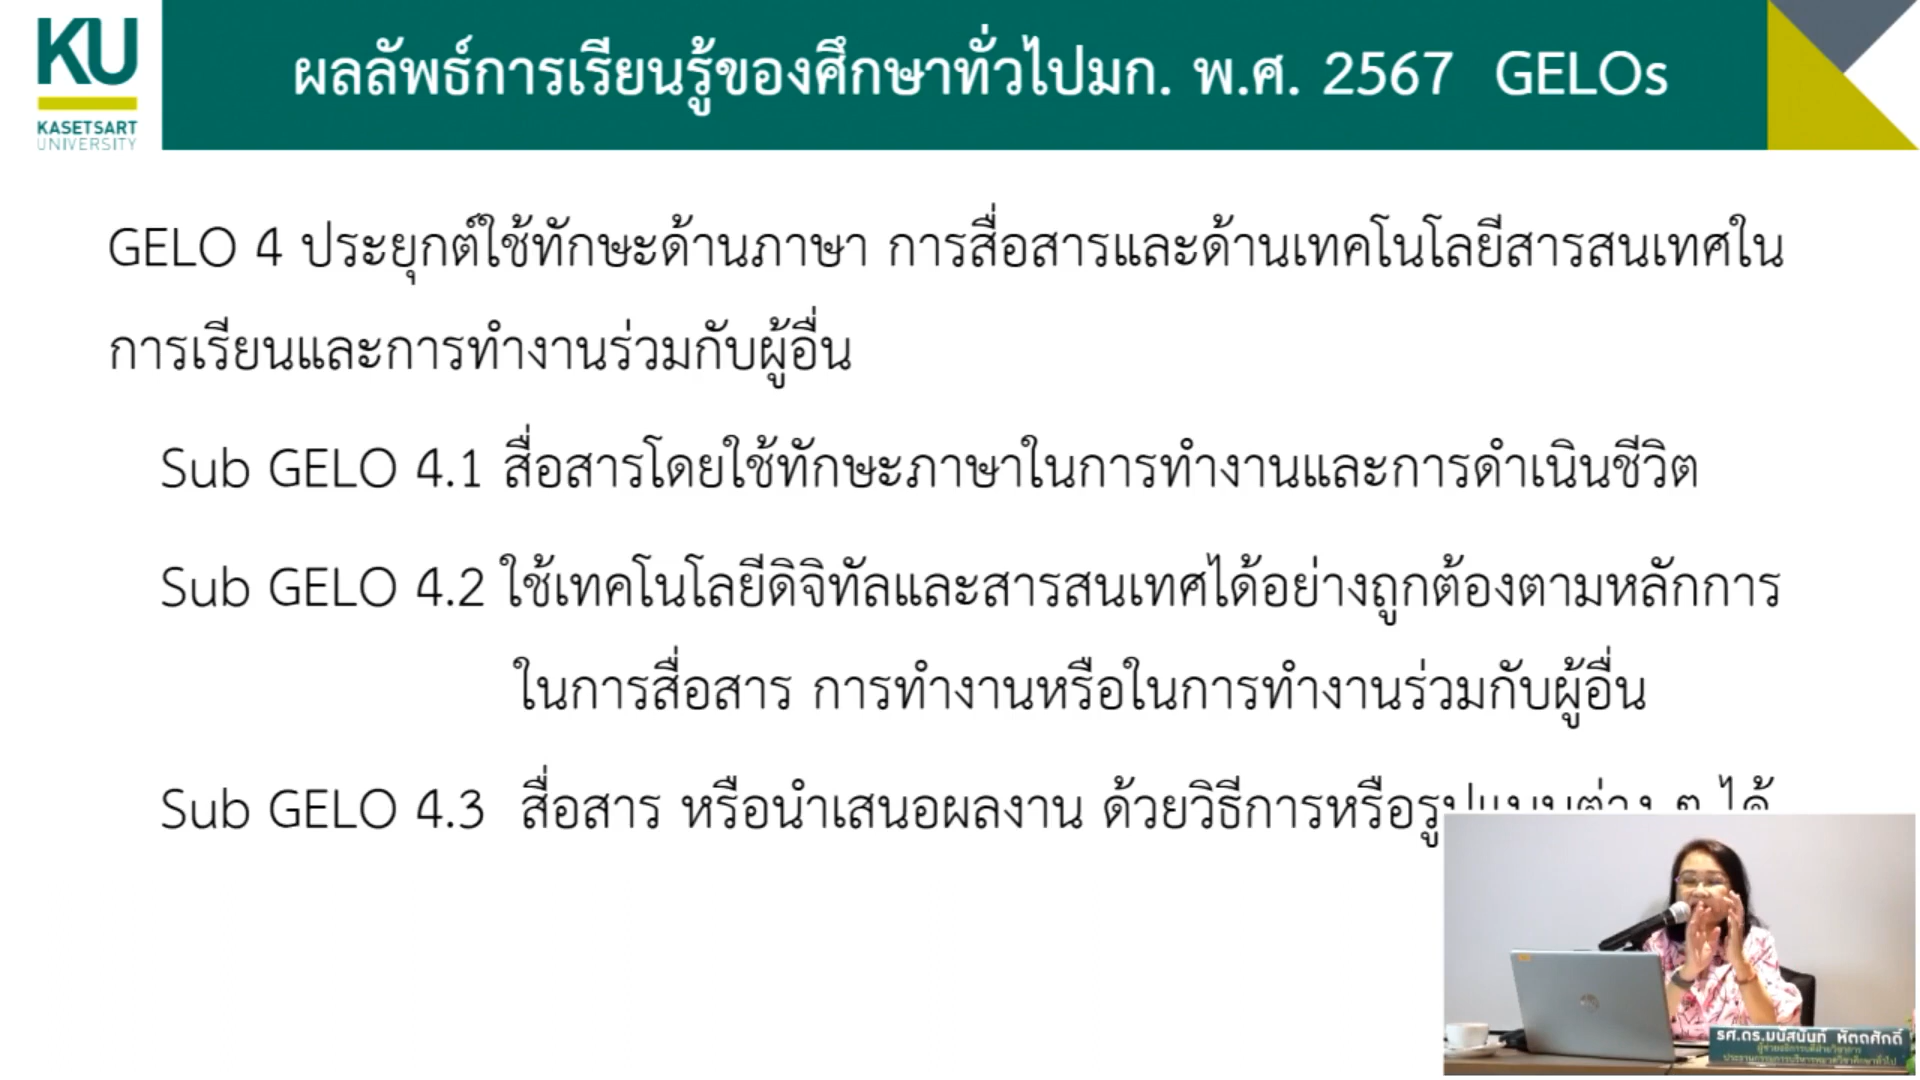 KU
KASETSART
UNIVERSITY
ผลลัพธ์การเรียนรู้ของศึกษาทั่วไปมก. พ.ศ. 2567 GELOs
GELO 4 ประยุกต์ใช้ทักษะด้านภาษา การสื่อสารและด้านเทคโนโลยีสารสนเทศใน
การเรียนและการทำงานร่วมกับผู้อื่น
Sub GELO 4.1 สื่อสารโดยใช้ทักษะภาษาในการทำงานและการดำเนินชีวิต
Sub GELO 4.2 ใช้เทคโนโลยีดิจิทัลและสารสนเทศได้อย่างถูกต้องตามหลักการ
ในการสื่อสาร การทำงานหรือในการทำงานร่วมกับผู้อื่น
Sub GELO 4.3 สื่อสาร หรือนำเสนอผลงาน ด้วยวิธีการหรือรูปแบบต่าง ๆ ได้
รศ.ดร.มนัสนันท์ หัตถศักดิ์